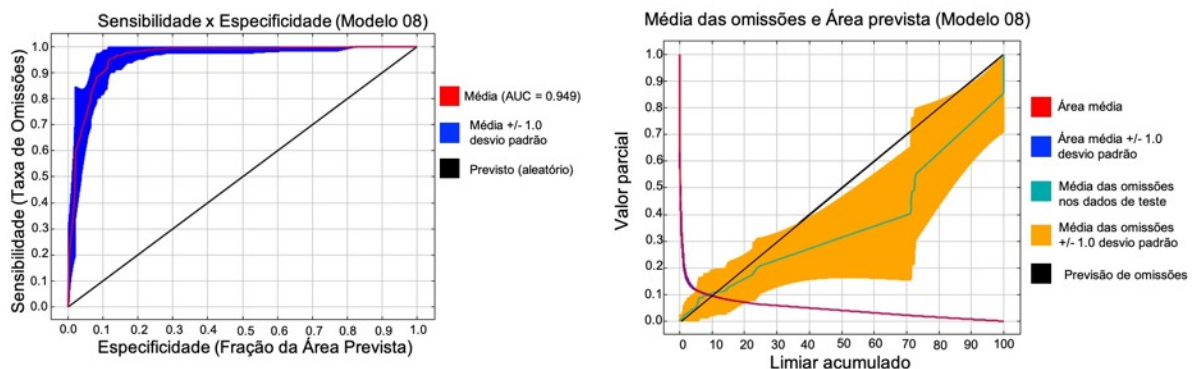 Sensibilidade x Especificidade (Modelo 08)
Sensibilidade (Taxa de Omissões)
1.0
0.9
0.8
0.7
0.6
0.5
0.4
0.3
0.2
0.1
0.0
0.0 0.1 0.2 0.3 0.4 0.5 0.6 0.7 0.8 0.9 1.0
Especificidade (Fração da Área Prevista)
Média (AUC = 0.949)
Média +/- 1.0
desvio padrão
Previsto (aleatório)
Média das omissões e Área prevista (Modelo 08)
Valor parcial
1.0
0.9
0.8
0.7
0.6
0.5
0.4
0.3
0.2
0.1
0.0
0 10 20 30 40 50 60 70 80 90 100
Limiar acumulado
Área média
Área média +/- 1.0
desvio padrão
Média das omissões
nos dados de teste
Média das omissões
+/- 1.0 desvio padrão
Previsão de omissões